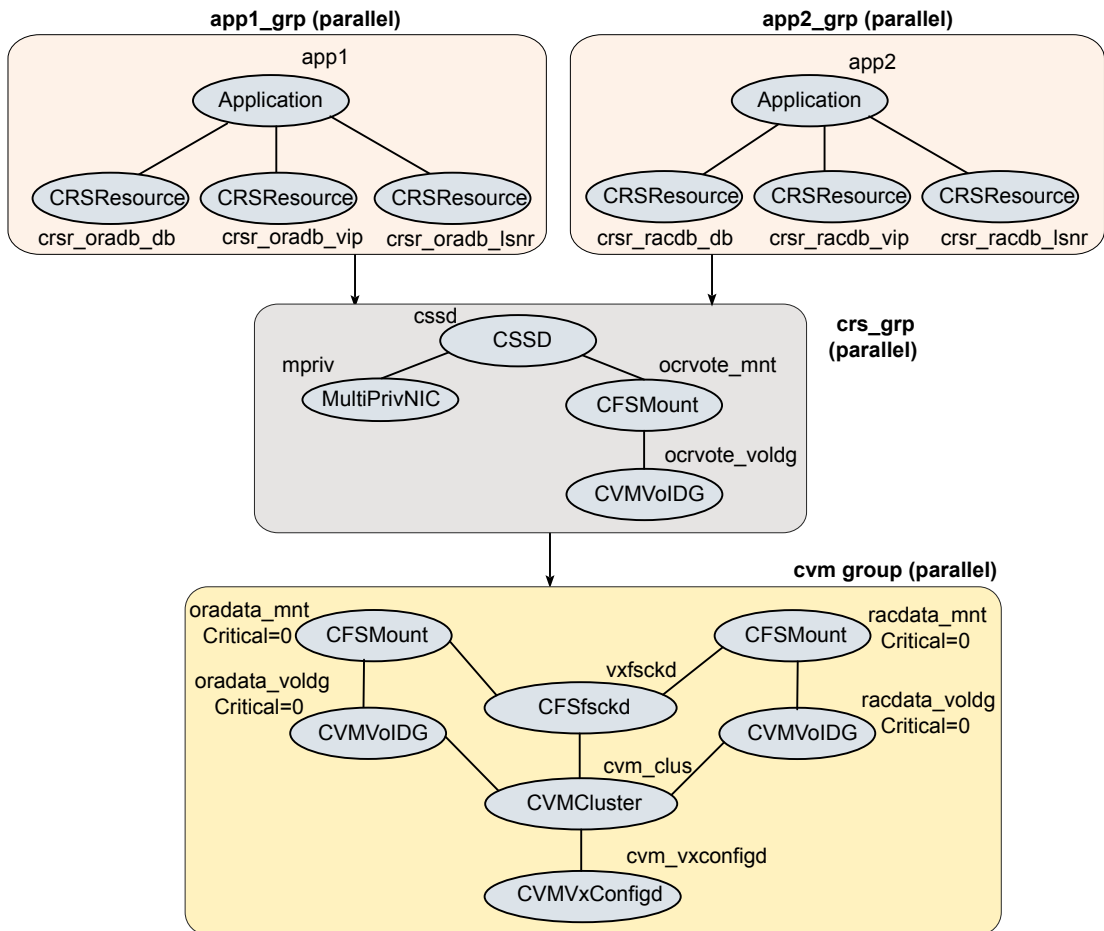 app1_grp (parallel)
app2_grp (parallel)
app1
Application
CRSResource
CRSResource
CRSResource
crsr_oradb_db
crsr_oradb_vip
crsr_oradb_lsnr
app2
Application
CRSResource
CRSResource
CRSResource
crsr_racdb_db
crsr_racdb_vip
crsr_racdb_lsnr
cssd
CSSD
crs_grp
(parallel)
mpriv
MultiPrivNIC
ocrvote_mnt
CFSMount
ocrvote_voldg
CVMVolDG
cvm group (parallel)
oradata_mnt
Critical=0
CFSMount
CFSMount
racdata_mnt
Critical=0
oradata_voldg
Critical=0
CVMVolDG
vxfsckd
CFSfsckd
racdata_voldg
Critical=0
CVMVolDG
cvm_clus
CVMCluster
cvm_vxconfigd
CVMVxConfigd